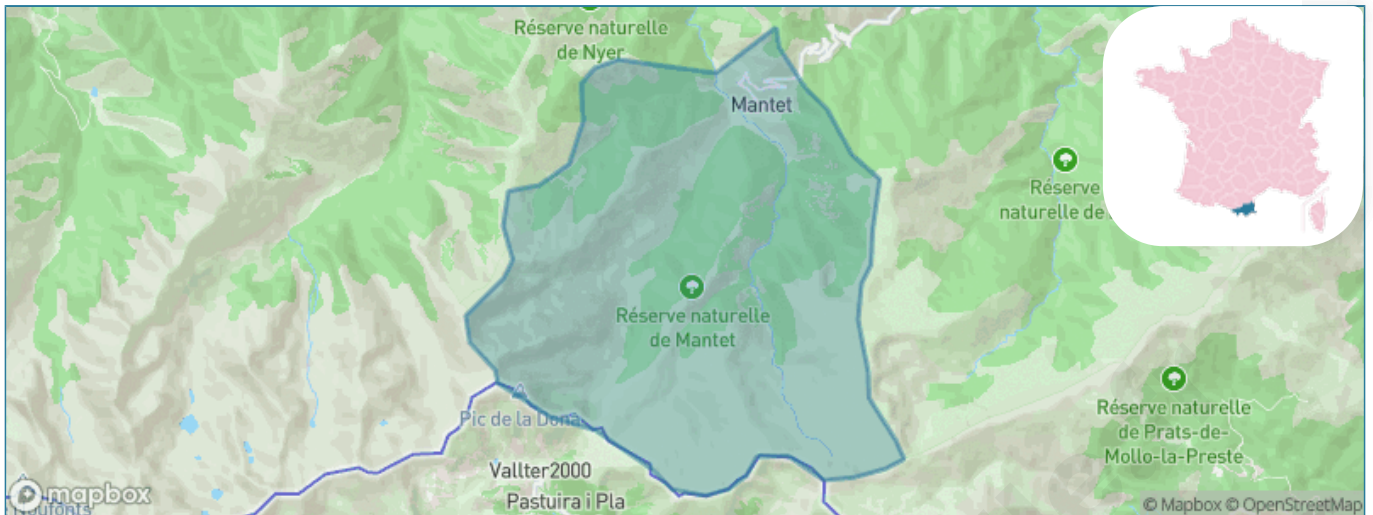 Réserve naturelle
de Nyer
Mantet
Réserve
naturelle de
Réserve naturelle
de Mantet
Pic de la Dona
Réserve naturelle
de Prats-de-
Mollo-la-Preste
Vallter2000
Pastuira i Pla
mapbox
© Mapbox © OpenStreetMap